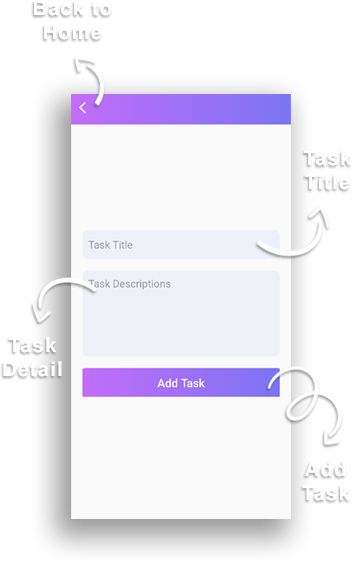 Back to
Home
Task
Title
Task Title
Task Descriptions
Task
Detail
Add Task
Add
Task